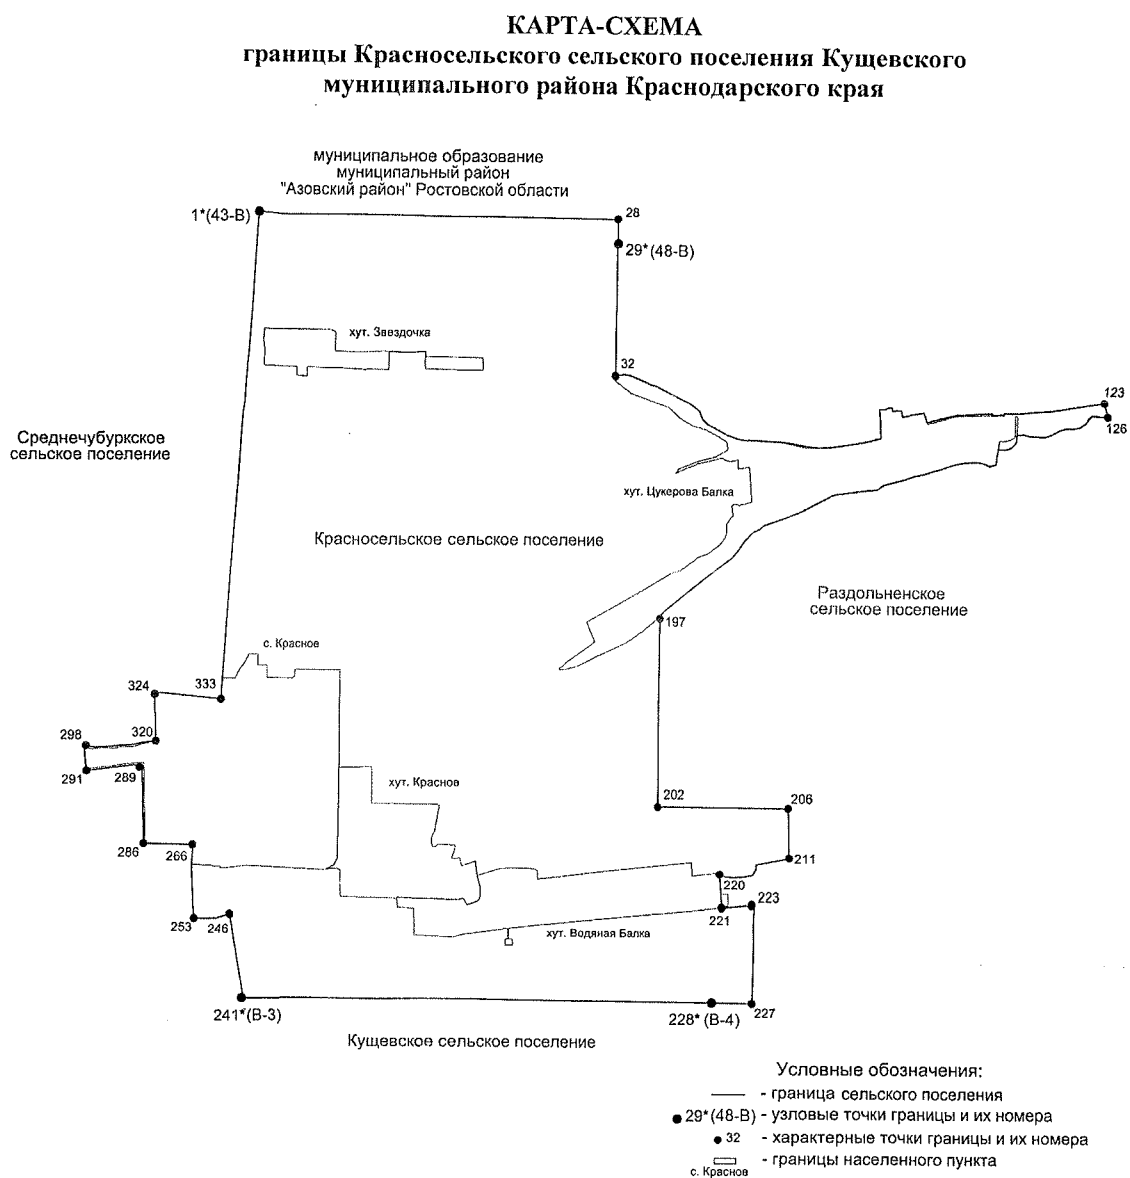 КАРТА-СХЕМА
границы Красносельского сельского поселения Кущевского
муниципального района Краснодарского края
муниципальное образование
муниципальный район
"Азовский район" Ростовской области
1*(43-В)
28
29*(48-В)
хут. Звездочка
32
123
126
Среднечубуркское
сельское поселение
хут. Цукерова Балка
Красносельское сельское поселение
Раздольненское
сельское поселение
197
с. Красное
324
333
298
320
291
289
хут. Красное
202
206
286
266
211
220
223
221
253
246
хут. Водяная Балка
241*(В-3)
228*(В-4)
227
Кущевское сельское поселение
Условные обозначения:
- граница сельского поселения
29*(48-В) - узловые точки границы и их номера
32 - характерные точки границы и их номера
- границы населенного пункта
с. Красное